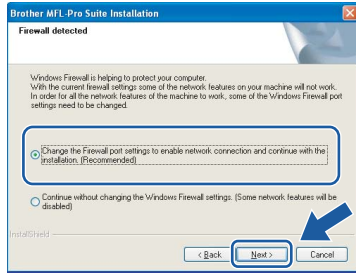 Brother MFL-Pro Suite Installation
Firewall detected
Windows Firewall is helping to protect your computer.
With the current firewall settings some of the network features on your machine will not work.
In order for all the network features of the machine to work, some of the Windows Firewall port
settings need to be changed.
Change the Firewall port settings to enable network connection and continue with the
installation. (Recommended)
Continue without changing the Windows Firewall settings. (Some network features will be
disabled)
InstallShield
< Back
Next >
Cancel